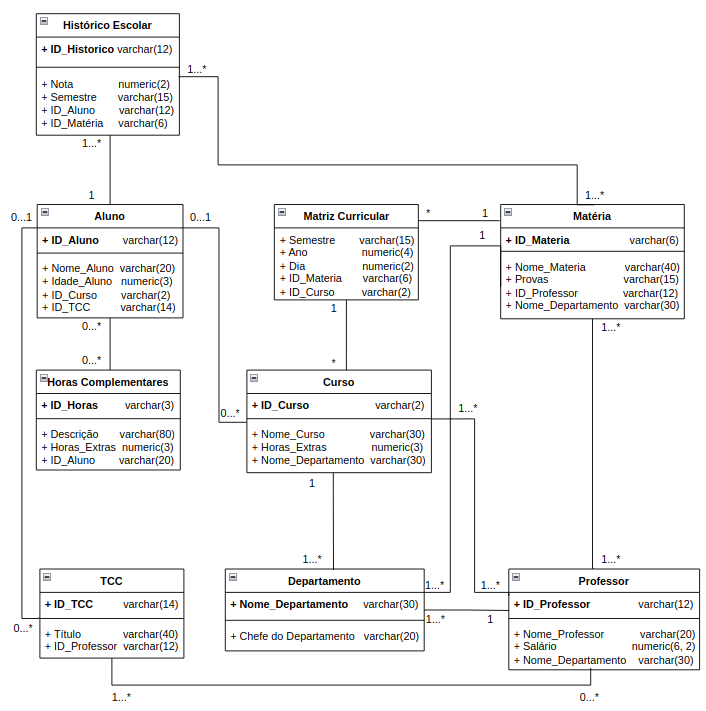 Histórico Escolar
+ ID_Historico varchar(12)
+ Nota numeric(2)
+ Semestre varchar(15)
+ ID_Aluno varchar(12)
+ ID_Matéria varchar(6)
1...*
1...*
1
1...*
0...1
Aluno
0...1
+ ID_Aluno varchar(12)
+ Nome_Aluno varchar(20)
+ Idade_Aluno numeric(3)
+ ID_Curso varchar(2)
+ ID_TCC varchar(14)
Matriz Curricular
+ Semestre varchar(15)
+ Ano numeric(4)
+ Dia numeric(2)
+ ID_Materia varchar(6)
+ ID_Curso varchar(2)
*
1
1
Matéria
+ ID_Materia varchar(6)
+ Nome_Materia varchar(40)
+ Provas varchar(15)
+ ID_Professor varchar(12)
+ Nome_Departamento varchar(30)
0...*
1
1...*
0...*
*
Horas Complementares
+ ID_Horas varchar(3)
+ Descrição varchar(80)
+ Horas_Extras numeric(3)
+ ID_Aluno varchar(20)
0...*
Curso
+ ID_Curso varchar(2)
+ Nome_Curso varchar(30)
+ Horas_Extras numeric(3)
+ Nome_Departamento varchar(30)
1...*
1
1...*
1...*
TCC
+ ID_TCC varchar(14)
+ Título varchar(40)
+ ID_Professor varchar(12)
0...*
Departamento
+ Nome_Departamento varchar(30)
+ Chefe do Departamento varchar(20)
1...*
1...*
1...*
1
Professor
+ ID_Professor varchar(12)
+ Nome_Professor varchar(20)
+ Salário numeric(6, 2)
+ Nome_Departamento varchar(30)
1...*
0...*